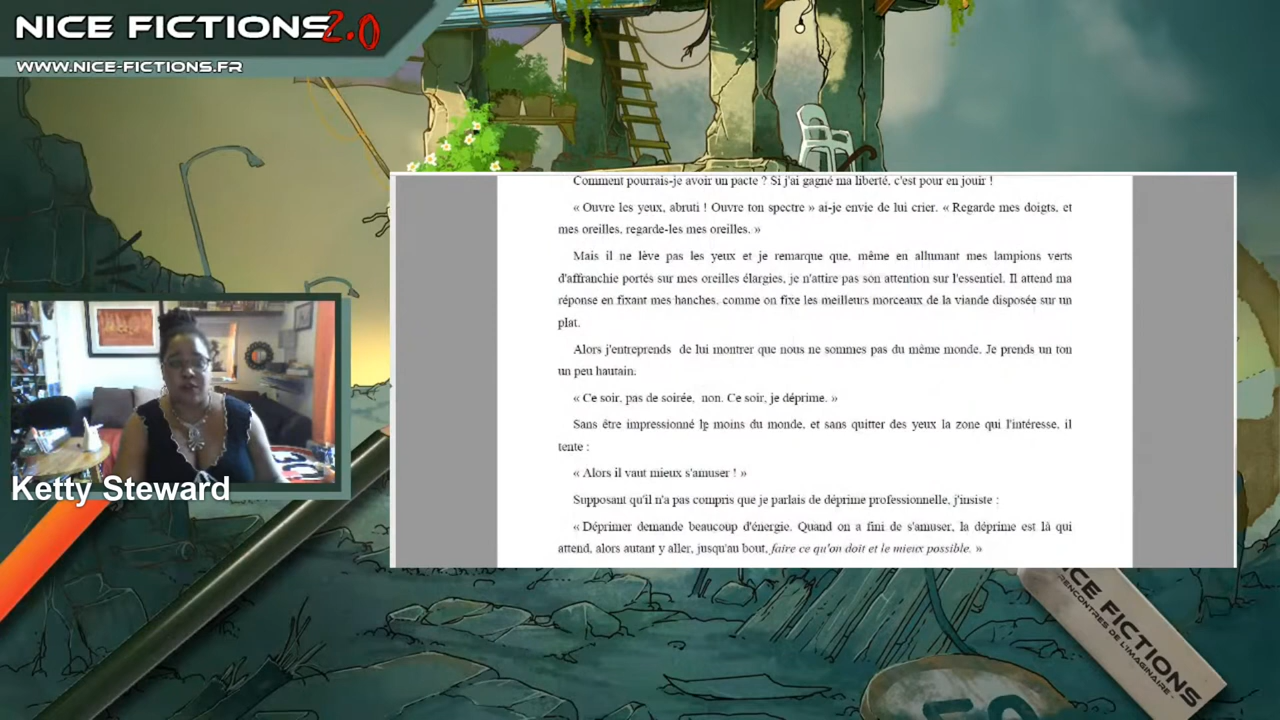 NICE FICTIONS 2.0
WWW.NICE-FICTIONS.FR
Comment pourrais-je avoir un pacte ? Si j'ai gagné ma liberté, c'est pour en jouir !
« Ouvre les yeux, abruti ! Ouvre ton spectre » ai-je envie de lui crier. « Regarde mes doigts, et
mes oreilles, regarde-les mes oreilles. »
Mais il ne lève pas les yeux et je remarque que, même en allumant mes lampions verts
d'affranchie portés sur mes oreilles élargies, je n'attire pas son attention sur l'essentiel. Il attend ma
réponse en fixant mes hanches, comme on fixe les meilleurs morceaux de la viande disposée sur un
plat.
Alors j'entreprends de lui montrer que nous ne sommes pas du même monde. Je prends un ton
un peu hautain.
« Ce soir, pas de soirée, non. Ce soir, je déprime. »
Sans être impressionné le moins du monde, et sans quitter des yeux la zone qui l'intéresse, il
tente :
« Alors il vaut mieux s'amuser ! »
Supposant qu'il n'a pas compris que je parlais de déprime professionnelle, j'insiste :
« Déprimer demande beaucoup d'énergie. Quand on a fini de s'amuser, la déprime est là qui
attend, alors autant y aller, jusqu'au bout, faire ce qu'on doit et le mieux possible. »
Ketty Steward
NICE FICTIONS
RENCONTRES DE L'IMAGINAIRE